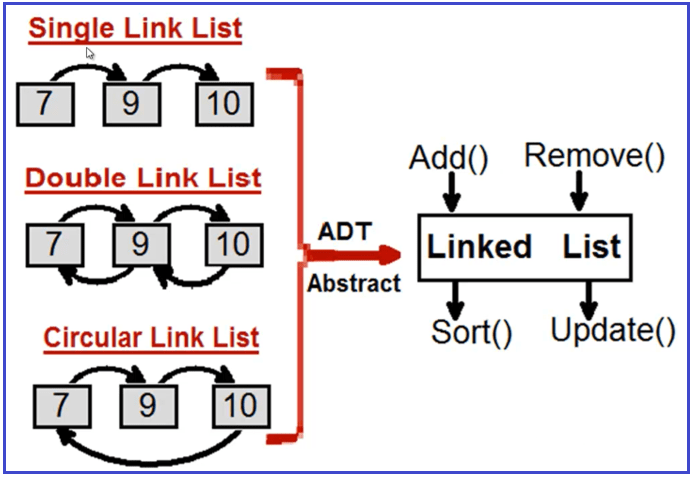 Single Link List
7 9 10
Double Link List
7 9 10
Circular Link List
7 9 10
ADT
Abstract
Add() Remove()
Linked List
Sort() Update()